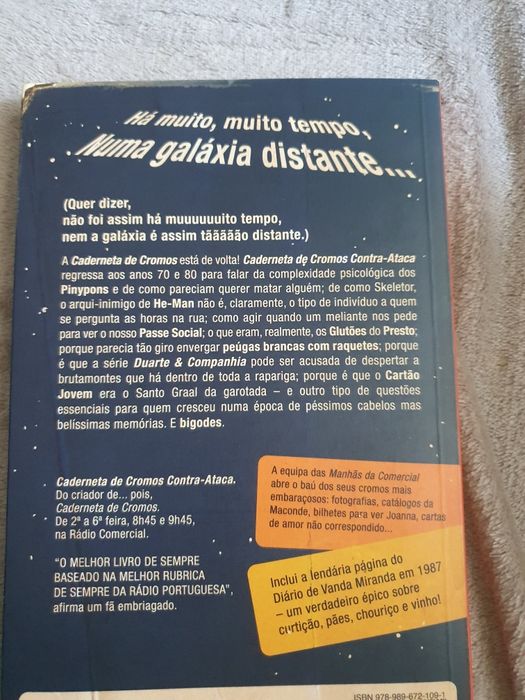 Há muito, muito tempo,
Numa galáxia distante...
(Quer dizer,
não foi assim há muuuuuuito tempo,
nem a galáxia é assim tããããão distante.)
A Caderneta de Cromos está de volta! Caderneta de Cromos Contra-Ataca
regressa aos anos 70 e 80 para falar da complexidade psicológica dos
Pinypons e de como pareciam querer matar alguém; de como Skeletor,
o arqui-inimigo de He-Man não é, claramente, o tipo de indivíduo a quem
se pergunta as horas na rua; como agir quando um meliante nos pede
para ver o nosso Passe Social; o que eram, realmente, os Glutões do Presto;
porque parecia tão giro envergar peúgas brancas com raquetes; porque
é que a série Duarte & Companhia pode ser acusada de despertar a
brutamontes que há dentro de toda a rapariga; porque é que o Cartão
Jovem era o Santo Graal da garotada – e outro tipo de questões
essenciais para quem cresceu numa época de péssimos cabelos mas
belíssimas memórias. E bigodes.
Caderneta de Cromos Contra-Ataca.
Do criador de... pois,
Caderneta de Cromos.
De 2ª a 6ª feira, 8h45 e 9h45,
na Rádio Comercial.
"O MELHOR LIVRO DE SEMPRE
BASEADO NA MELHOR RUBRICA
DE SEMPRE DA RÁDIO PORTUGUESA",
afirma um fã embriagado.
A equipa das Manhãs da Comercial
abre o baú dos seus cromos mais
embaraçosos: fotografias, catálogos da
Maconde, bilhetes para ver Joanna, cartas
de amor não correspondido...
Inclui a lendária página do
Diário de Vanda Miranda em 1987
– um verdadeiro épico sobre
curtição, pães, chouriço e vinho!
ISBN 978-989-672-109-1